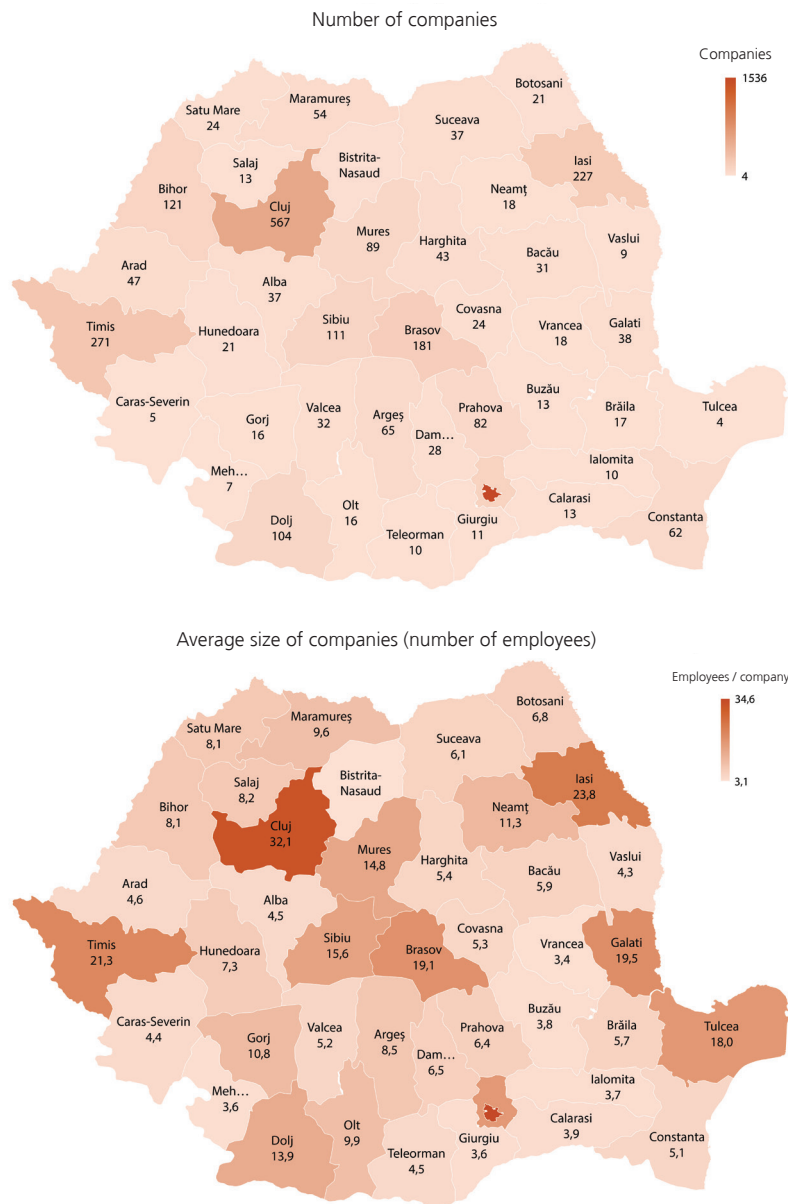 Number of companies
Companies
1536
4
Botosani
21
Maramureș
54
Satu Mare
24
Suceava
37
Iasi
227
Salaj
13
Bistrita-
Nasaud
Bihor
121
Neamț
18
Cluj
567
Mures
89
Harghita
43
Vaslui
9
Bacău
31
Arad
47
Alba
37
Covasna
24
Timis
271
Hunedoara
21
Sibiu
111
Brasov
181
Vrancea
18
Galati
38
Caras-Severin
5
Valcea
32
Argeș
65
Prahova
82
Buzău
13
Brăila
17
Tulcea
4
Gorj
16
Dam...
28
Meh...
7
Ialomita
10
Olt
16
Calarasi
13
Dolj
104
Teleorman
10
Giurgiu
11
Constanta
62
Average size of companies (number of employees)
Employees / company
34,6
3,1
Botosani
6,8
Maramureș
9,6
Satu Mare
8,1
Suceava
6,1
Iasi
23,8
Salaj
8,2
Bistrita-
Nasaud
Bihor
8,1
Neamț
11,3
Cluj
32,1
Mures
14,8
Harghita
5,4
Vaslui
4,3
Bacău
5,9
Arad
4,6
Alba
4,5
Covasna
5,3
Timis
21,3
Hunedoara
7,3
Sibiu
15,6
Brasov
19,1
Vrancea
3,4
Galati
19,5
Caras-Severin
4,4
Valcea
5,2
Argeș
8,5
Prahova
6,4
Buzău
3,8
Brăila
5,7
Tulcea
18,0
Gorj
10,8
Dam...
6,5
Meh...
3,6
Ialomita
3,7
Olt
9,9
Calarasi
3,9
Dolj
13,9
Teleorman
4,5
Giurgiu
3,6
Constanta
5,1